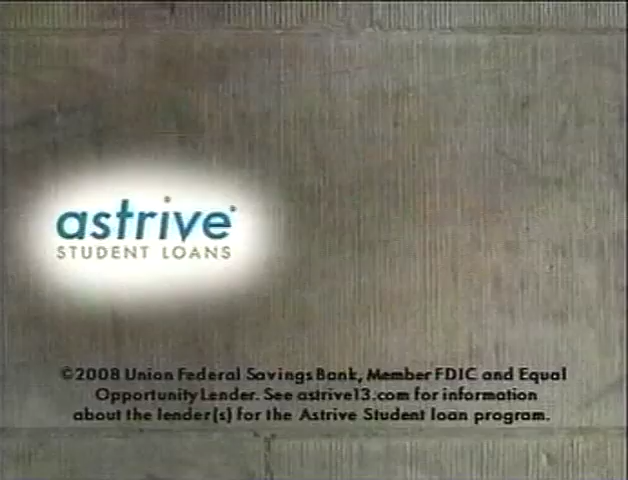 astrive®
STUDENT LOANS
©2008 Union Federal Savings Bank, Member FDIC and Equal
Opportunity Lender. See astrive13.com for information
about the lender(s) for the Astrive Student loan program.